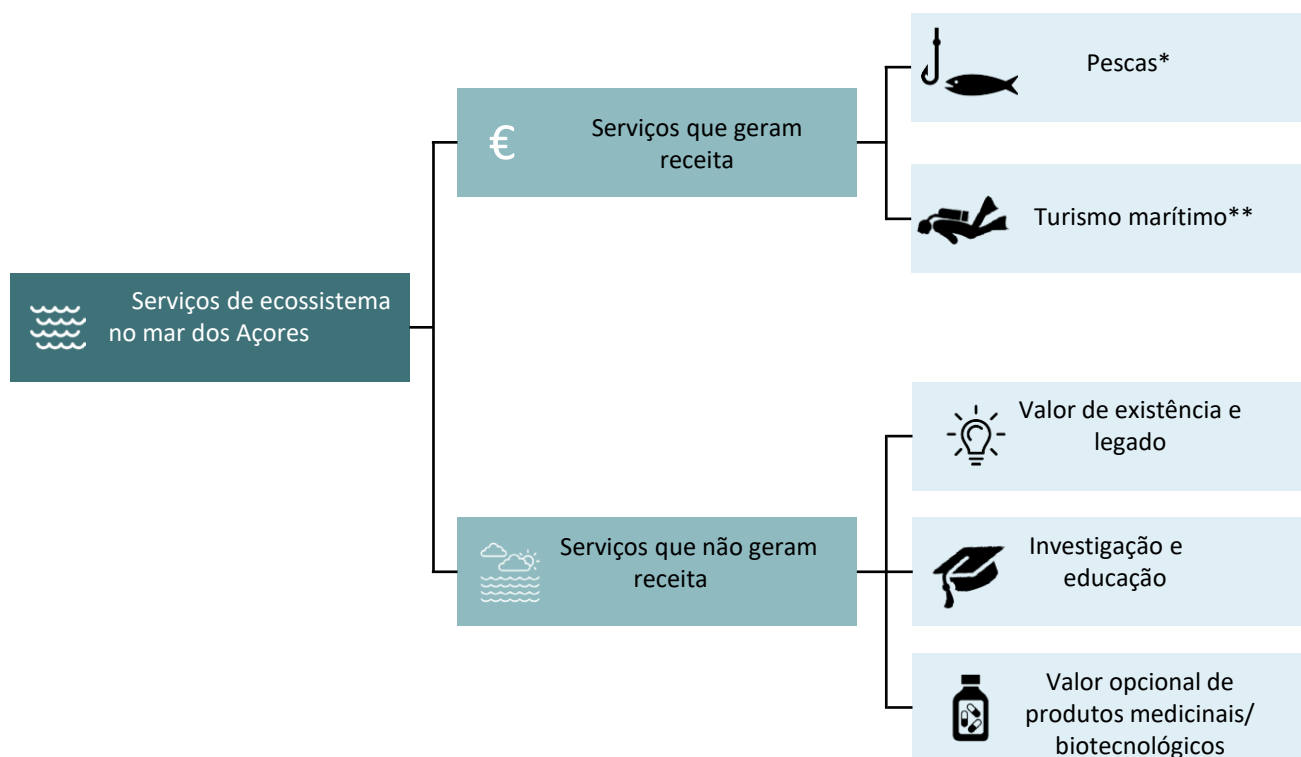 Serviços de ecossistema
no mar dos Açores
€
Serviços que geram
receita
Pescas*
Turismo marítimo**
Serviços que não geram
receita
Valor de existência e
legado
Investigação e
educação
Valor opcional de
produtos medicinais/
biotecnológicos